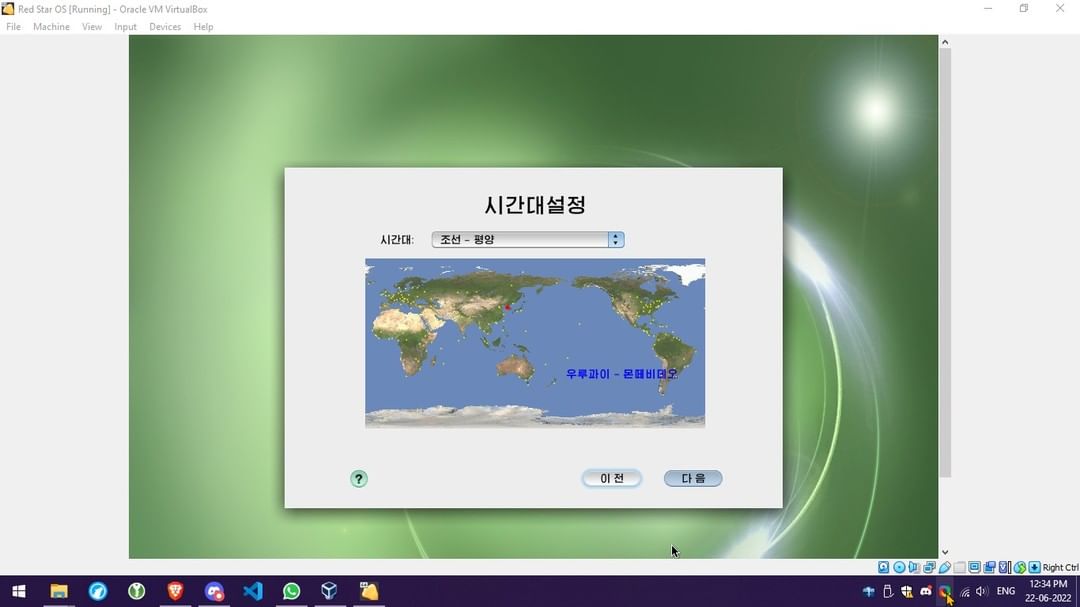 Red Star OS [Running] - Oracle VM VirtualBox
File Machine View Input Devices Help
시간대설정
시간대: 조선 - 평양
우루과이 - 몬떼비데오
? 이 전 다 음
Right Ctrl
ENG 12:34 PM
22-06-2022